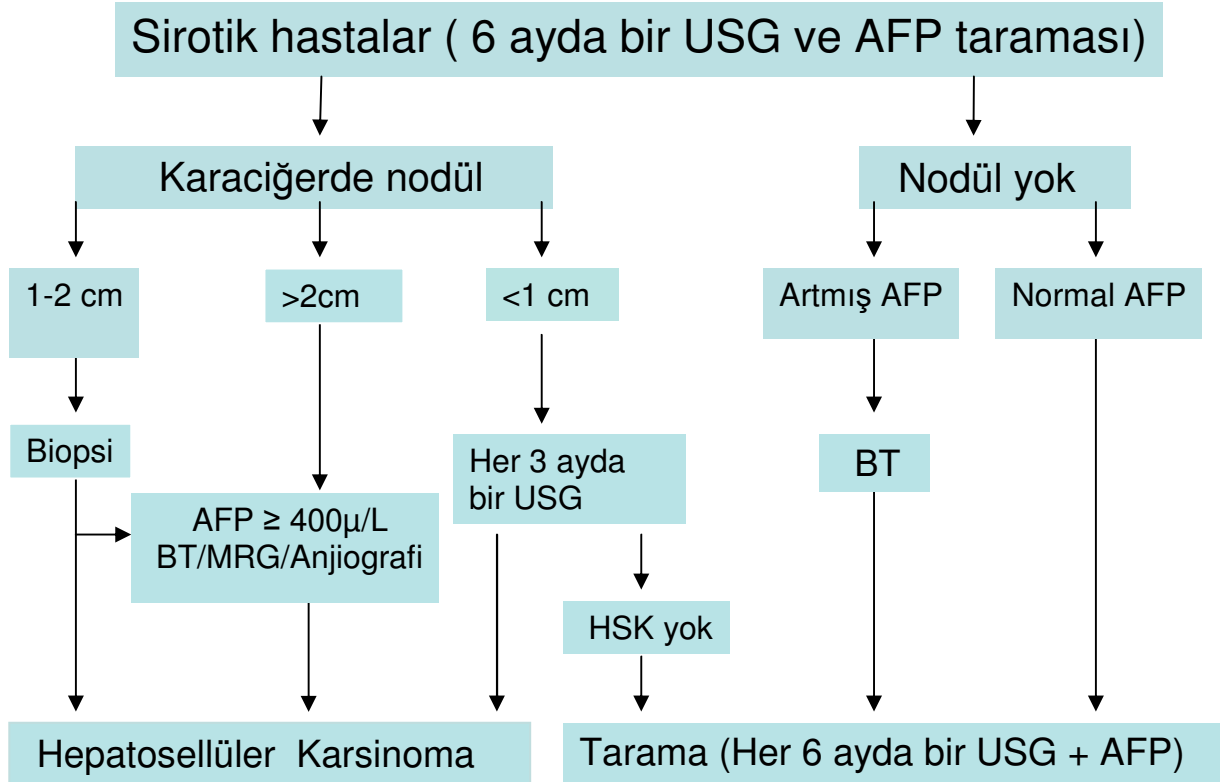 Sirotik hastalar ( 6 ayda bir USG ve AFP taraması)
Karaciğerde nodül
Nodül yok
1-2 cm
>2cm
<1 cm
Artmış AFP
Normal AFP
Biopsi
Her 3 ayda
bir USG
BT
AFP ≥ 400µ/L
BT/MRG/Anjiografi
HSK yok
Hepatosellüler Karsinoma
Tarama (Her 6 ayda bir USG + AFP)